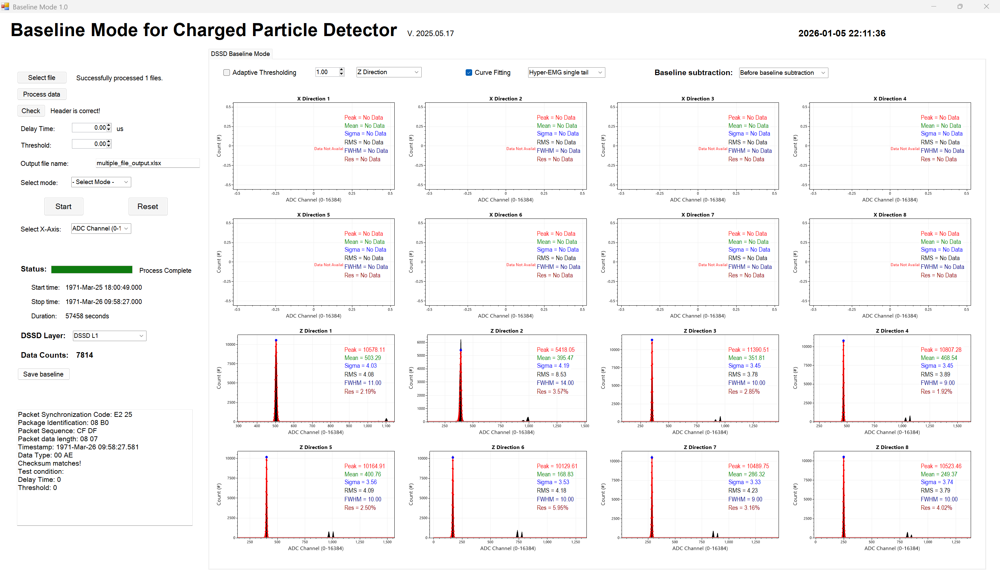 Baseline Mode 1.0
Baseline Mode for Charged Particle Detector V. 2025.05.17 2026-01-05 22:11:36
Select file Successfully processed 1 files.
Process data
Check Header is correct!
Delay Time: 0.00 us
Threshold: 0.00
Output file name: multiple_file_output.xlsx
Select mode: - Select Mode -
Start Reset
Select X-Axis: ADC Channel (0-1
Status: Process Complete
Start time: 1971-Mar-25 18:00:49.000
Stop time: 1971-Mar-26 09:58:27.000
Duration: 57458 seconds
DSSD Layer: DSSD L1
Data Counts: 7814
Save baseline
Packet Synchronization Code: E2 25
Package Identification: 08 B0
Packet Sequence: CF DF
Packet data length: 08 07
Timestamp: 1971-Mar-26 09:58:27.581
Data Type: 00 AE
Checksum matches!
Test condition:
Delay Time: 0
Threshold: 0
DSSD Baseline Mode
Adaptive Thresholding 1.00 Z Direction Curve Fitting Hyper-EMG single tail Baseline subtraction: Before baseline subtraction
X Direction 1
Count (#)
0.5
0.25
0
-0.25
-0.5
Data Not Availab
Peak = No Data
Mean = No Data
Sigma = No Data
RMS = No Data
FWHM = No Data
Res = No Data
-0.5 -0.25 0 0.25 0.5
ADC Channel (0-16384)
X Direction 2
Count (#)
0.5
0.25
0
-0.25
-0.5
Data Not Availab
Peak = No Data
Mean = No Data
Sigma = No Data
RMS = No Data
FWHM = No Data
Res = No Data
-0.5 -0.25 0 0.25 0.5
ADC Channel (0-16384)
X Direction 3
Count (#)
0.5
0.25
0
-0.25
-0.5
Data Not Availal
Peak = No Data
Mean = No Data
Sigma = No Data
RMS = No Data
FWHM = No Data
Res = No Data
-0.5 -0.25 0 0.25 0.5
ADC Channel (0-16384)
X Direction 4
Count (#)
0.5
0.25
0
-0.25
-0.5
Data Not Availal
Peak = No Data
Mean = No Data
Sigma = No Data
RMS = No Data
FWHM = No Data
Res = No Data
-0.5 -0.25 0 0.25 0.5
ADC Channel (0-16384)
X Direction 5
Count (#)
0.5
0.25
0
-0.25
-0.5
Data Not Availab
Peak = No Data
Mean = No Data
Sigma = No Data
RMS = No Data
FWHM = No Data
Res = No Data
-0.5 -0.25 0 0.25 0.5
ADC Channel (0-16384)
X Direction 6
Count (#)
0.5
0.25
0
-0.25
-0.5
Data Not Availab
Peak = No Data
Mean = No Data
Sigma = No Data
RMS = No Data
FWHM = No Data
Res = No Data
-0.5 -0.25 0 0.25 0.5
ADC Channel (0-16384)
X Direction 7
Count (#)
0.5
0.25
0
-0.25
-0.5
Data Not Availal
Peak = No Data
Mean = No Data
Sigma = No Data
RMS = No Data
FWHM = No Data
Res = No Data
-0.5 -0.25 0 0.25 0.5
ADC Channel (0-16384)
X Direction 8
Count (#)
0.5
0.25
0
-0.25
-0.5
Data Not Availal
Peak = No Data
Mean = No Data
Sigma = No Data
RMS = No Data
FWHM = No Data
Res = No Data
-0.5 -0.25 0 0.25 0.5
ADC Channel (0-16384)
Z Direction 1
Count (#)
10000
7500
5000
2500
0
Peak = 10578.11
Mean = 503.29
Sigma = 4.03
RMS = 4.08
FWHM = 11.00
Res = 2.19%
300 400 500 600 700 800 900 1,000 1,100
ADC Channel (0-16384)
Z Direction 2
Count (#)
6000
5000
4000
3000
2000
1000
0
Peak = 5418.05
Mean = 395.47
Sigma = 4.19
RMS = 8.53
FWHM = 14.00
Res = 3.57%
250 500 750 1,000 1,250 1,500
ADC Channel (0-16384)
Z Direction 3
Count (#)
10000
7500
5000
2500
0
Peak = 11390.51
Mean = 351.81
Sigma = 3.45
RMS = 3.78
FWHM = 10.00
Res = 2.85%
250 500 750 1,000 1,250
ADC Channel (0-16384)
Z Direction 4
Count (#)
10000
7500
5000
2500
0
Peak = 10807.28
Mean = 468.54
Sigma = 3.45
RMS = 3.89
FWHM = 9.00
Res = 1.92%
250 500 750 1,000 1,250 1,500
ADC Channel (0-16384)
Z Direction 5
Count (#)
10000
7500
5000
2500
0
Peak = 10164.91
Mean = 400.76
Sigma = 3.56
RMS = 4.09
FWHM = 10.00
Res = 2.50%
250 500 750 1,000 1,250 1,500
ADC Channel (0-16384)
Z Direction 6
Count (#)
10000
7500
5000
2500
0
Peak = 10129.61
Mean = 168.83
Sigma = 3.53
RMS = 4.18
FWHM = 10.00
Res = 5.95%
0 250 500 750 1,000 1,250
ADC Channel (0-16384)
Z Direction 7
Count (#)
10000
7500
5000
2500
0
Peak = 10489.75
Mean = 286.32
Sigma = 3.33
RMS = 4.23
FWHM = 9.00
Res = 3.16%
250 500 750 1,000 1,250
ADC Channel (0-16384)
Z Direction 8
Count (#)
10000
7500
5000
2500
0
Peak = 10523.46
Mean = 249.37
Sigma = 3.74
RMS = 3.79
FWHM = 10.00
Res = 4.02%
0 250 500 750 1,000 1,250
ADC Channel (0-16384)